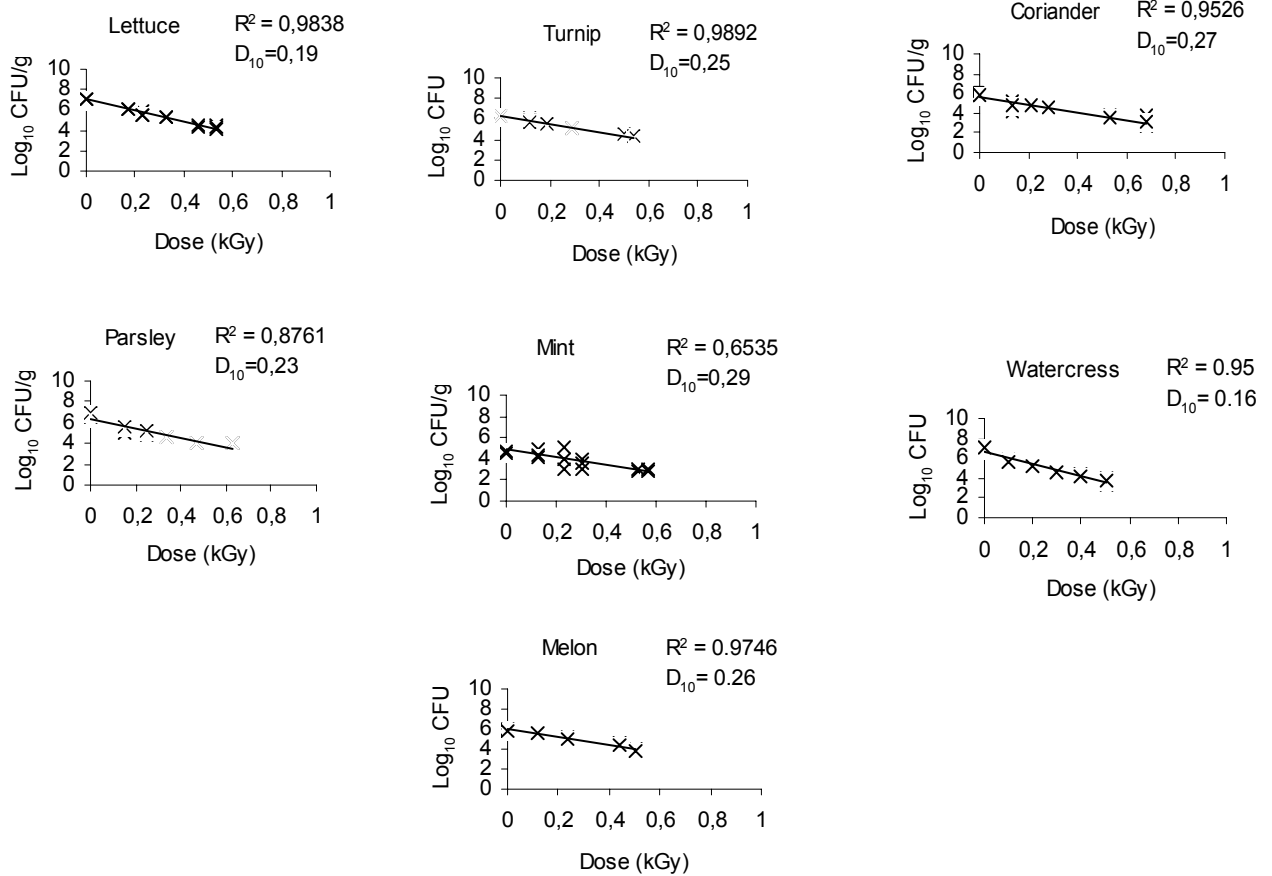 Lettuce
R² = 0,9838
D₁₀=0,19
Log₁₀ CFU/g
10
8
6
4
2
0
0 0,2 0,4 0,6 0,8 1
Dose (kGy)
Turnip
R² = 0,9892
D₁₀=0,25
Log₁₀ CFU
10
8
6
4
2
0
0 0,2 0,4 0,6 0,8 1
Dose (kGy)
Coriander
R² = 0,9526
D₁₀=0,27
Log₁₀ CFU/g
10
8
6
4
2
0
0 0,2 0,4 0,6 0,8 1
Dose (kGy)
Parsley
R² = 0,8761
D₁₀=0,23
Log₁₀ CFU/g
10
8
6
4
2
0
0 0,2 0,4 0,6 0,8 1
Dose (kGy)
Mint
R² = 0,6535
D₁₀=0,29
Log₁₀ CFU/g
10
8
6
4
2
0
0 0,2 0,4 0,6 0,8 1
Dose (kGy)
Watercress
R² = 0.95
D₁₀= 0.16
Log₁₀ CFU
10
8
6
4
2
0
0 0,2 0,4 0,6 0,8 1
Dose (kGy)
Melon
R² = 0.9746
D₁₀= 0.26
Log₁₀ CFU
10
8
6
4
2
0
0 0,2 0,4 0,6 0,8 1
Dose (kGy)